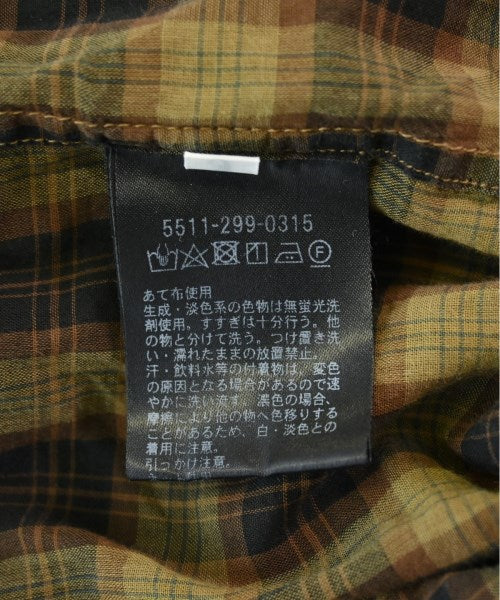 5511-299-0315
F
あて布使用
生成・淡色系の色物は無蛍光洗
剤使用。すすぎは十分行う。他
の物と分けて洗う。つけ置き洗
い・濡れたままの放置禁止。
汗・飲料水等の付着物は、変色
の原因となる場合があるので速
やかに洗い流す。濃色の場合、
摩擦により他の物へ色移りする
ことがあるため、白・淡色との
着用に注意。
引っかけ注意。